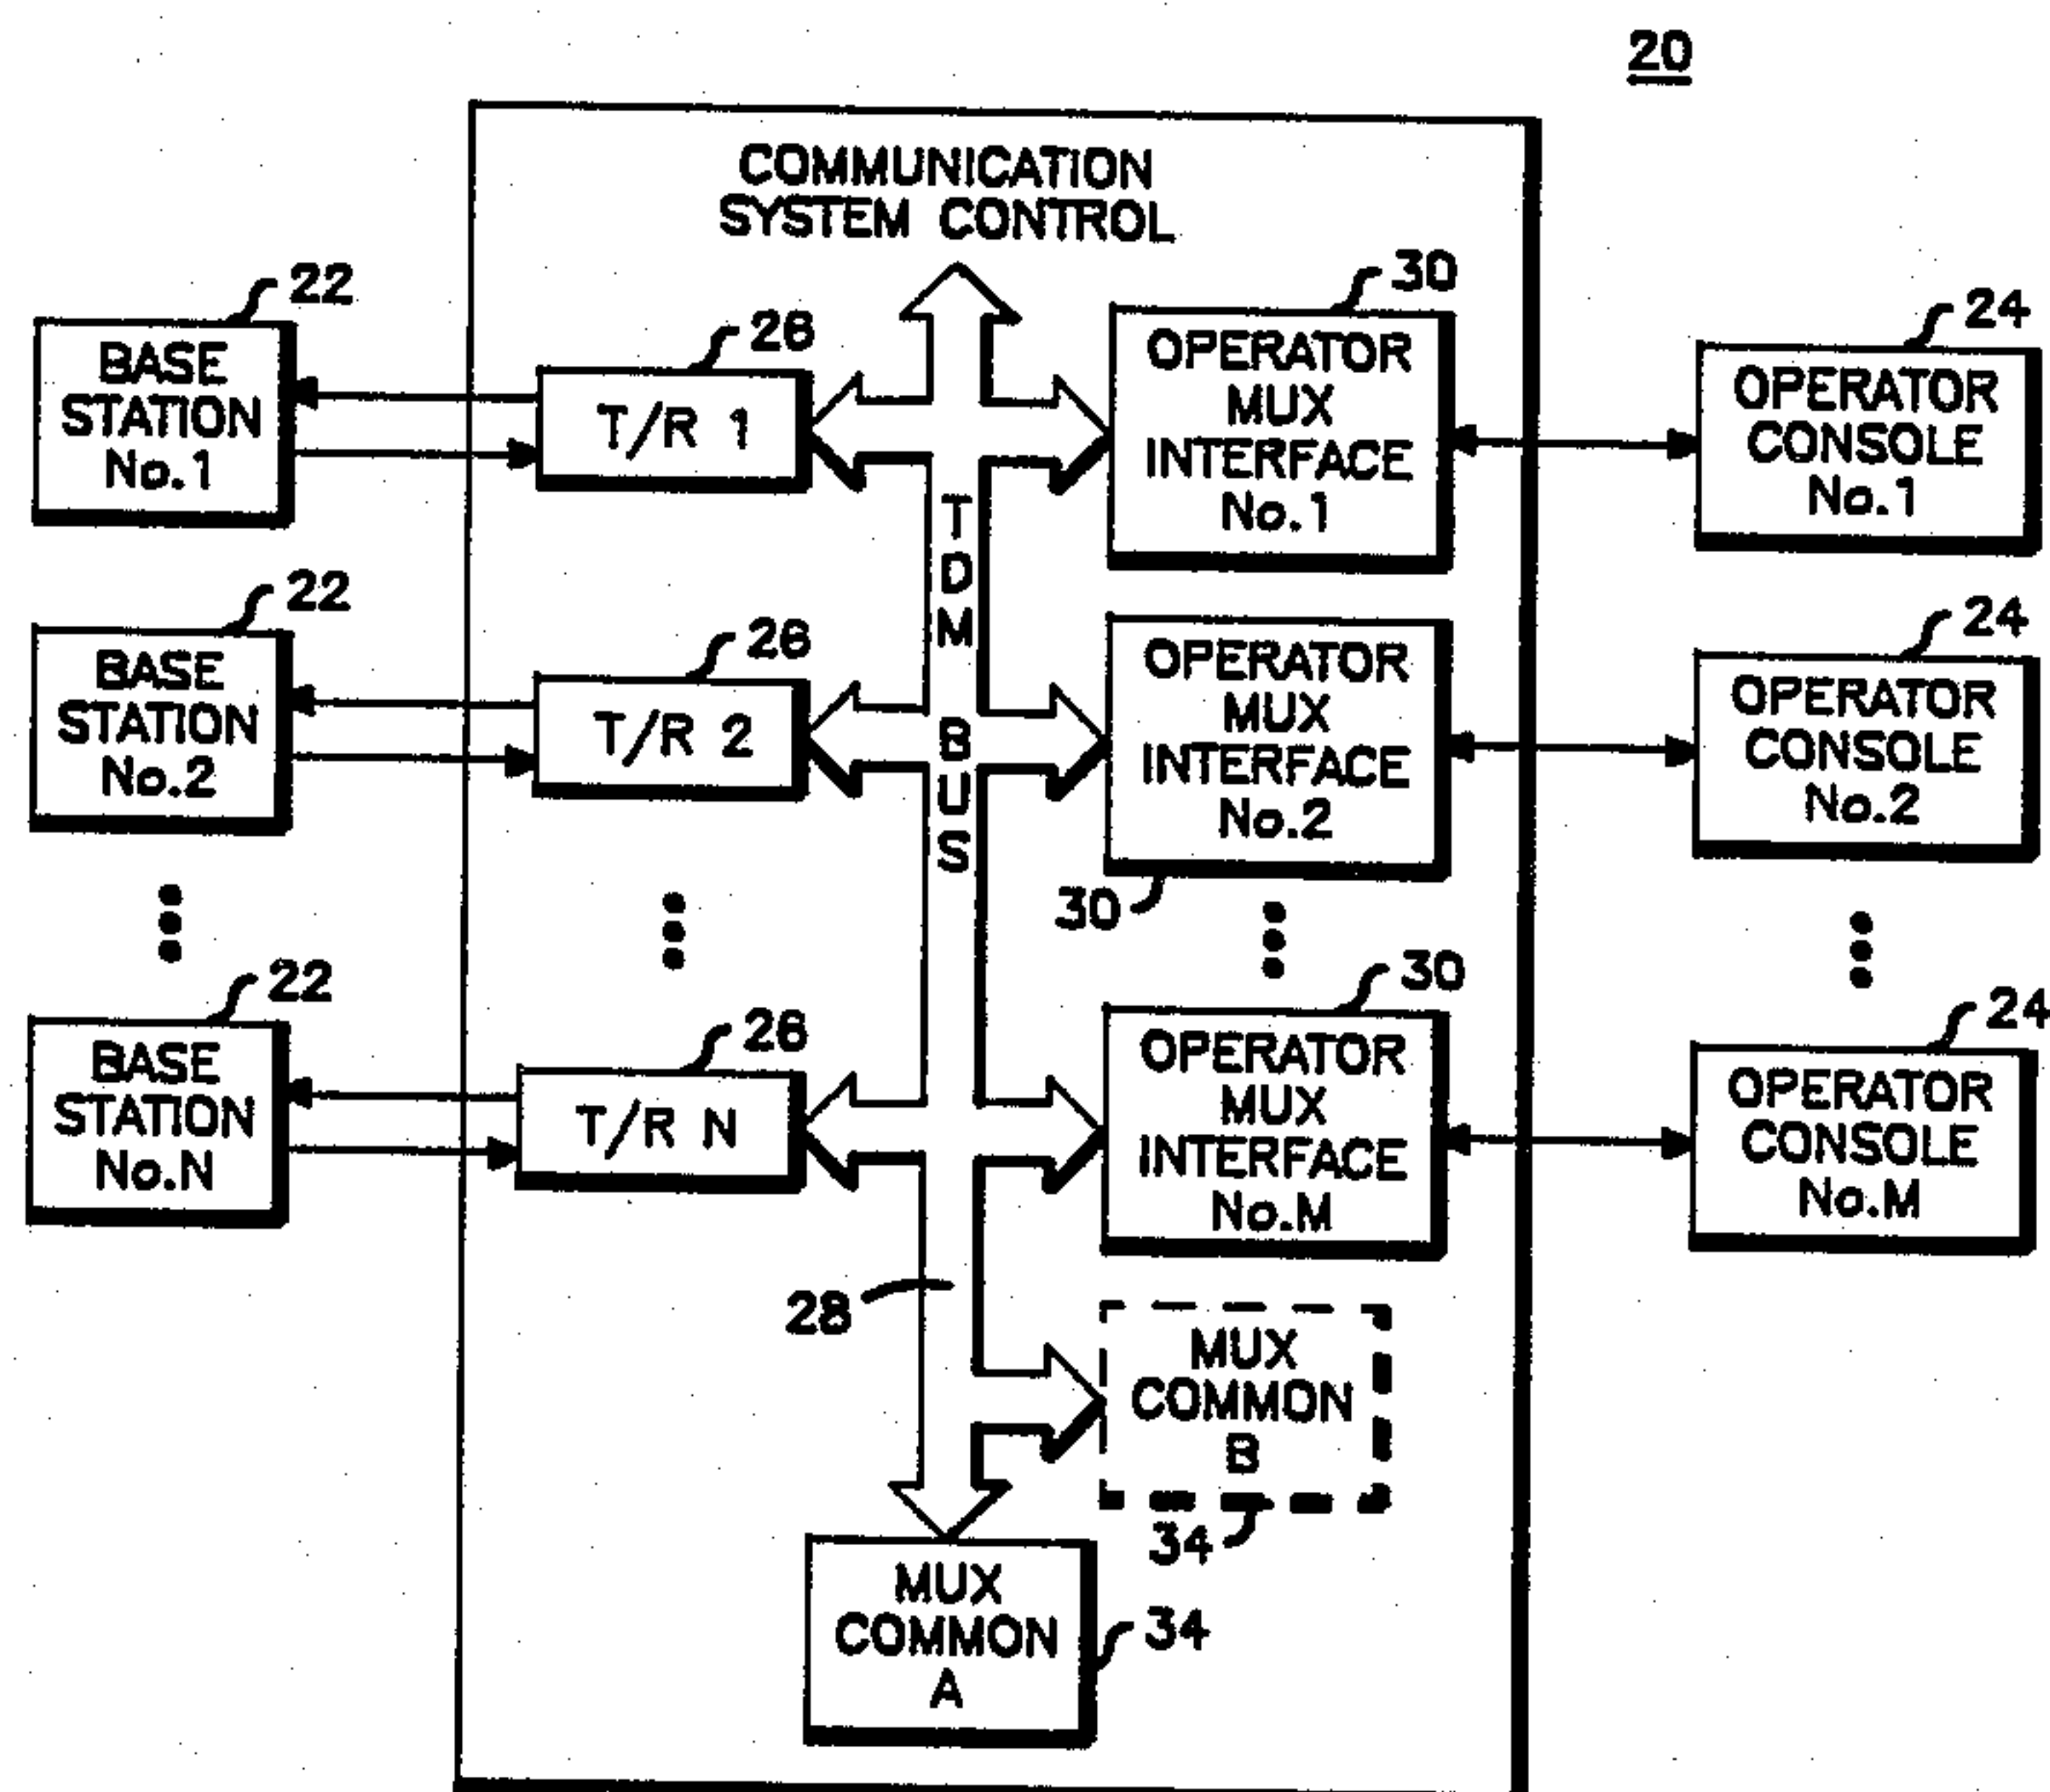 20
COMMUNICATION
SYSTEM CONTROL
22
BASE
STATION
No.1
26
T/R 1
30
OPERATOR
MUX
INTERFACE
No.1
24
OPERATOR
CONSOLE
No.1
TDM BUS
22
BASE
STATION
No.2
26
T/R 2
OPERATOR
MUX
INTERFACE
No.2
30
24
OPERATOR
CONSOLE
No.2
22
BASE
STATION
No.N
26
T/R N
30
OPERATOR
MUX
INTERFACE
No.M
24
OPERATOR
CONSOLE
No.M
28
MUX
COMMON
B
34
MUX
COMMON
A
34